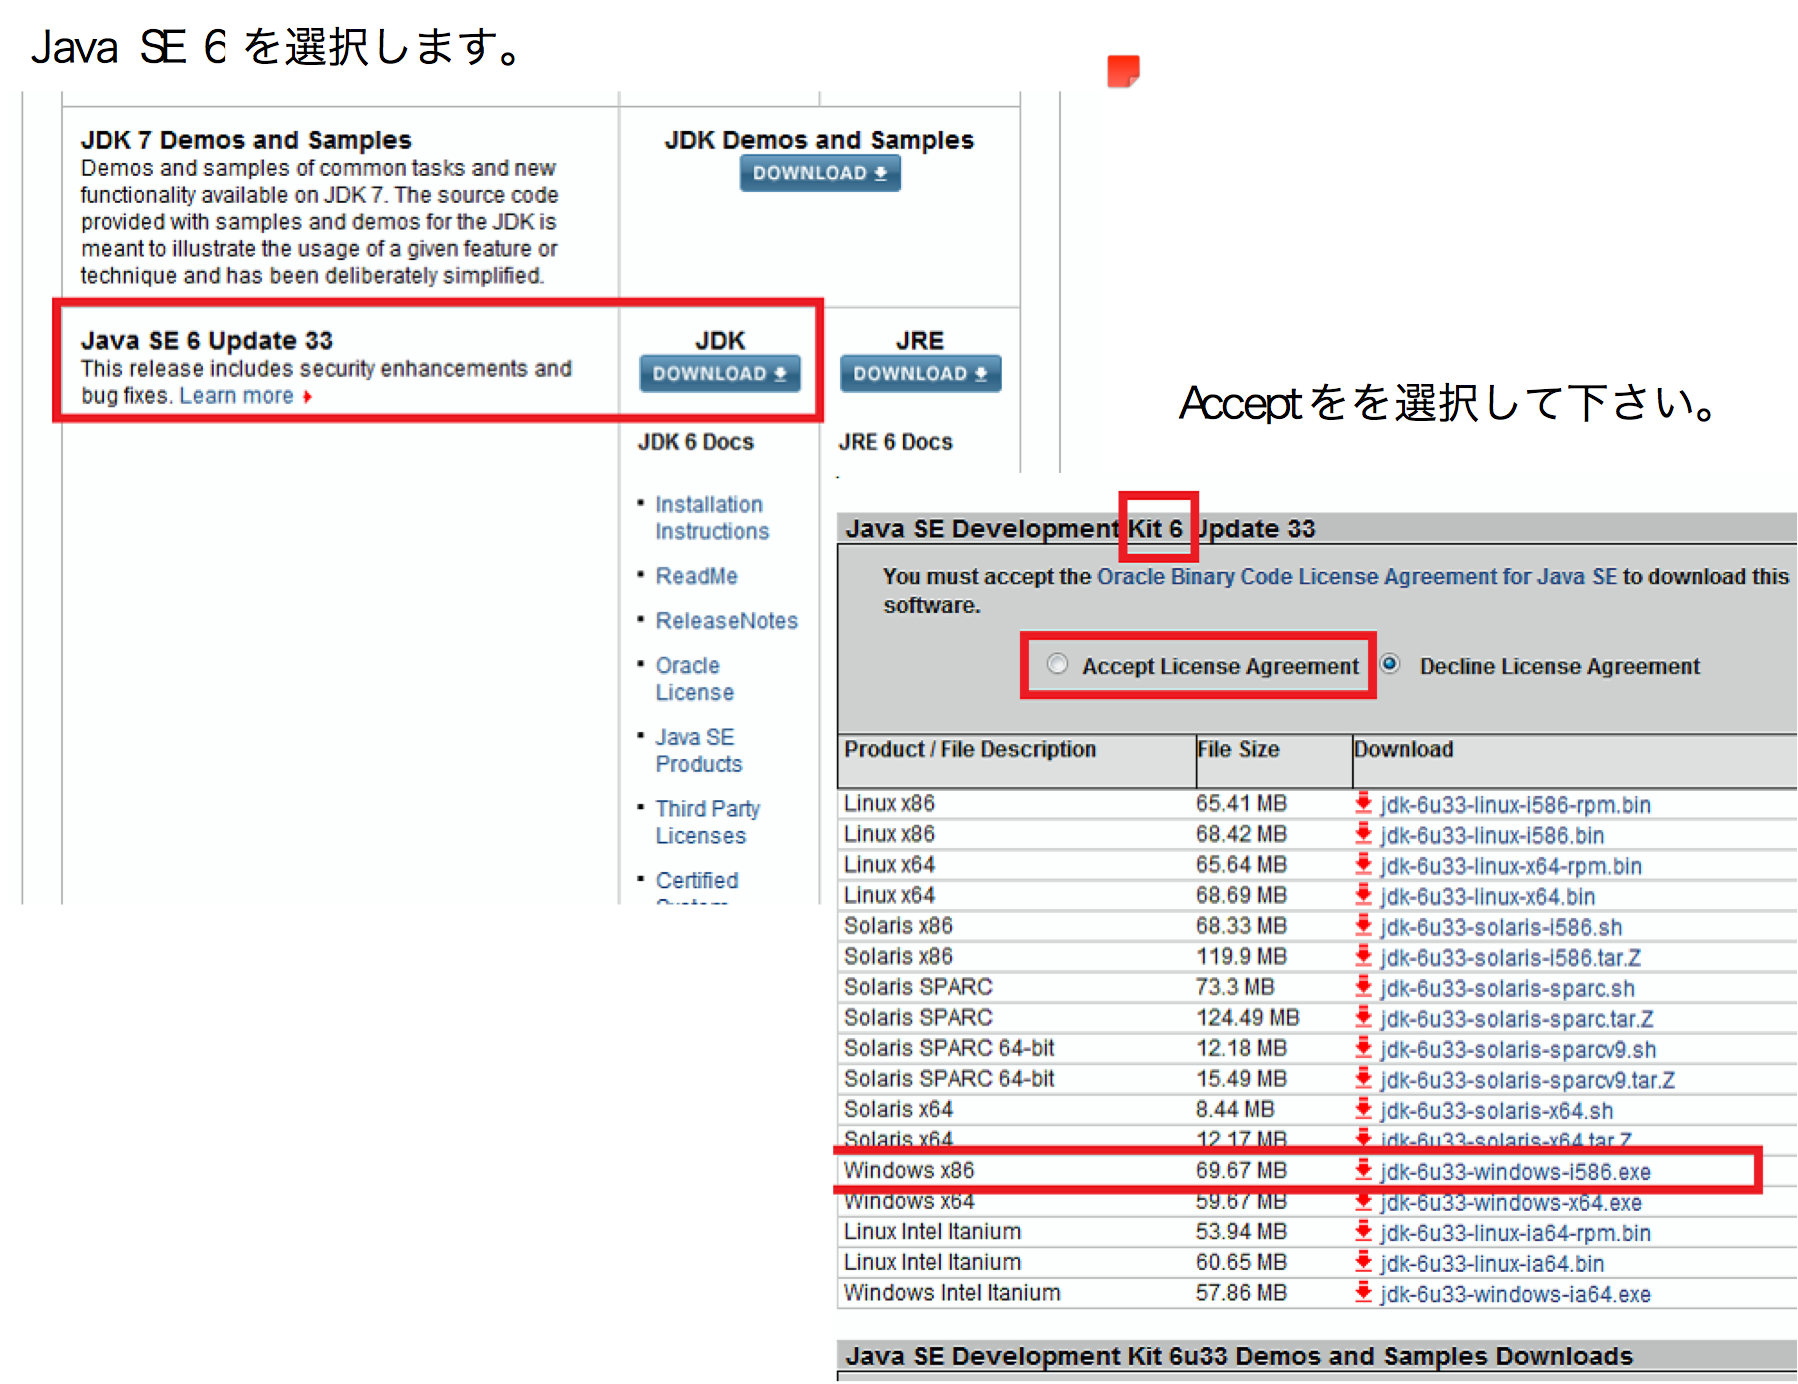 Java SE 6 を選択します。
JDK 7 Demos and Samples
Demos and samples of common tasks and new
functionality available on JDK 7. The source code
provided with samples and demos for the JDK is
meant to illustrate the usage of a given feature or
technique and has been deliberately simplified.
JDK Demos and Samples
DOWNLOAD
Java SE 6 Update 33
This release includes security enhancements and
bug fixes. Learn more
JDK
DOWNLOAD
JRE
DOWNLOAD
JDK 6 Docs
JRE 6 Docs
Installation
Instructions
ReadMe
ReleaseNotes
Oracle
License
Java SE
Products
Third Party
Licenses
Certified
System
Acceptをを選択して下さい。
Java SE Development Kit 6 Update 33
You must accept the Oracle Binary Code License Agreement for Java SE to download this
software.
Accept License Agreement Decline License Agreement
Product / File Description File Size Download
Linux x86 65.41 MB jdk-6u33-linux-i586-rpm.bin
Linux x86 68.42 MB jdk-6u33-linux-i586.bin
Linux x64 65.64 MB jdk-6u33-linux-x64-rpm.bin
Linux x64 68.69 MB jdk-6u33-linux-x64.bin
Solaris x86 68.33 MB jdk-6u33-solaris-i586.sh
Solaris x86 119.9 MB jdk-6u33-solaris-i586.tar.Z
Solaris SPARC 73.3 MB jdk-6u33-solaris-sparc.sh
Solaris SPARC 124.49 MB jdk-6u33-solaris-sparc.tar.Z
Solaris SPARC 64-bit 12.18 MB jdk-6u33-solaris-sparcv9.sh
Solaris SPARC 64-bit 15.49 MB jdk-6u33-solaris-sparcv9.tar.Z
Solaris x64 8.44 MB jdk-6u33-solaris-x64.sh
Solaris x64 12.17 MB jdk-6u33-solaris-x64.tar.Z
Windows x86 69.67 MB jdk-6u33-windows-i586.exe
Windows x64 59.67 MB jdk-6u33-windows-x64.exe
Linux Intel Itanium 53.94 MB jdk-6u33-linux-ia64-rpm.bin
Linux Intel Itanium 60.65 MB jdk-6u33-linux-ia64.bin
Windows Intel Itanium 57.86 MB jdk-6u33-windows-ia64.exe
Java SE Development Kit 6u33 Demos and Samples Downloads